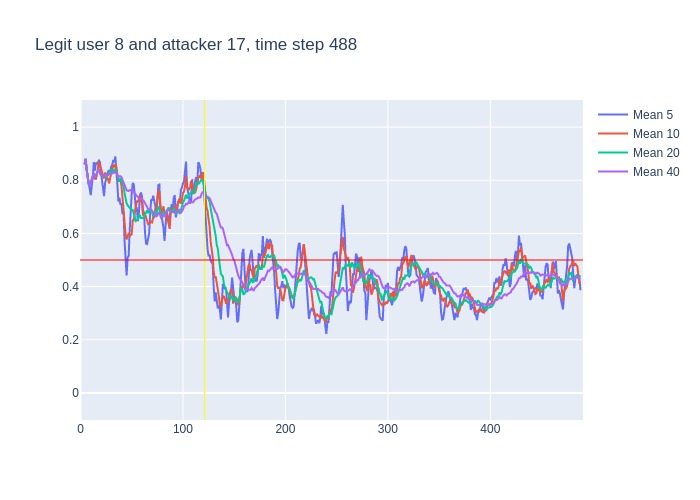 Legit user 8 and attacker 17, time step 488
Mean 5
Mean 10
Mean 20
Mean 40
1
0.8
0.6
0.4
0.2
0
0 100 200 300 400